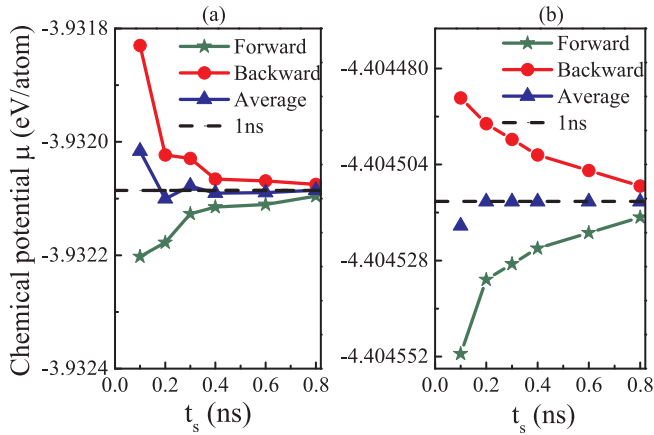 (a)
(b)
Chemical potential μ (eV/atom)
-3.9318
-3.9320
-3.9322
-3.9324
Forward
Backward
Average
1ns
0.0 0.2 0.4 0.6 0.8
t_s (ns)
-4.404480
-4.404504
-4.404528
-4.404552
Forward
Backward
Average
1ns
0.0 0.2 0.4 0.6 0.8
t_s (ns)